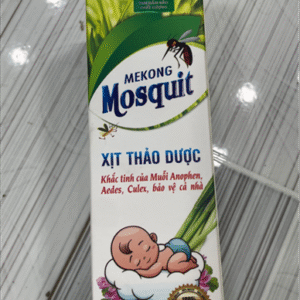 MEKONG
Mosquit
XỊT THẢO DƯỢC
Khắc tinh của Muỗi Anophen,
Aedes, Culex, bảo vệ cả nhà